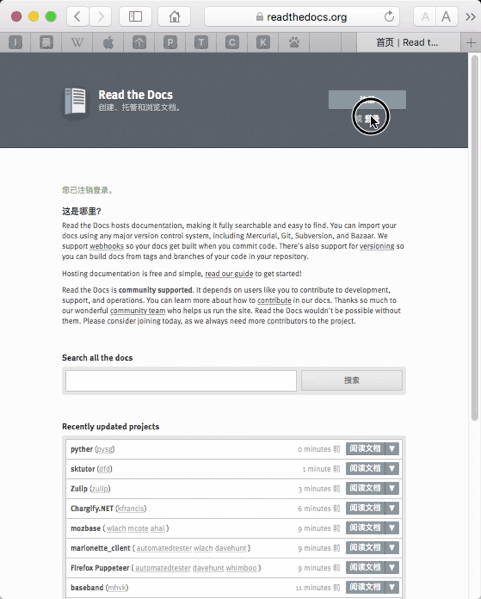 readthedocs.org
A A
I 晨 W 个 P T C K
首页 | Read t...
Read the Docs
创建、托管和浏览文档。
或 登录
您已注销登录。
这是哪里?
Read the Docs hosts documentation, making it fully searchable and easy to find. You can import your
docs using any major version control system, including Mercurial, Git, Subversion, and Bazaar. We
support webhooks so your docs get built when you commit code. There's also support for versioning so
you can build docs from tags and branches of your code in your repository.
Hosting documentation is free and simple, read our guide to get started!
Read the Docs is community supported. It depends on users like you to contribute to development,
support, and operations. You can learn more about how to contribute in our docs. Thanks so much to
our wonderful community team who helps us run the site. Read the Docs wouldn't be possible without
them. Please consider joining today, as we always need more contributors to the project.
Search all the docs
搜索
Recently updated projects
pyther (pysg) 0 minutes 前 阅读文档
sktutor (dfd) 1 minute 前 阅读文档
Zulip (zulip) 3 minutes 前 阅读文档
Chargify.NET (kfrancis) 6 minutes 前 阅读文档
mozbase ( wlach mcote ahal ) 9 minutes 前 阅读文档
marionette_client ( automatedtester wlach davehunt ) 9 minutes 前 阅读文档
Firefox Puppeteer ( automatedtester davehunt whimboo ) 9 minutes 前 阅读文档
baseband (mhvk) 11 minutes 前 阅读文档